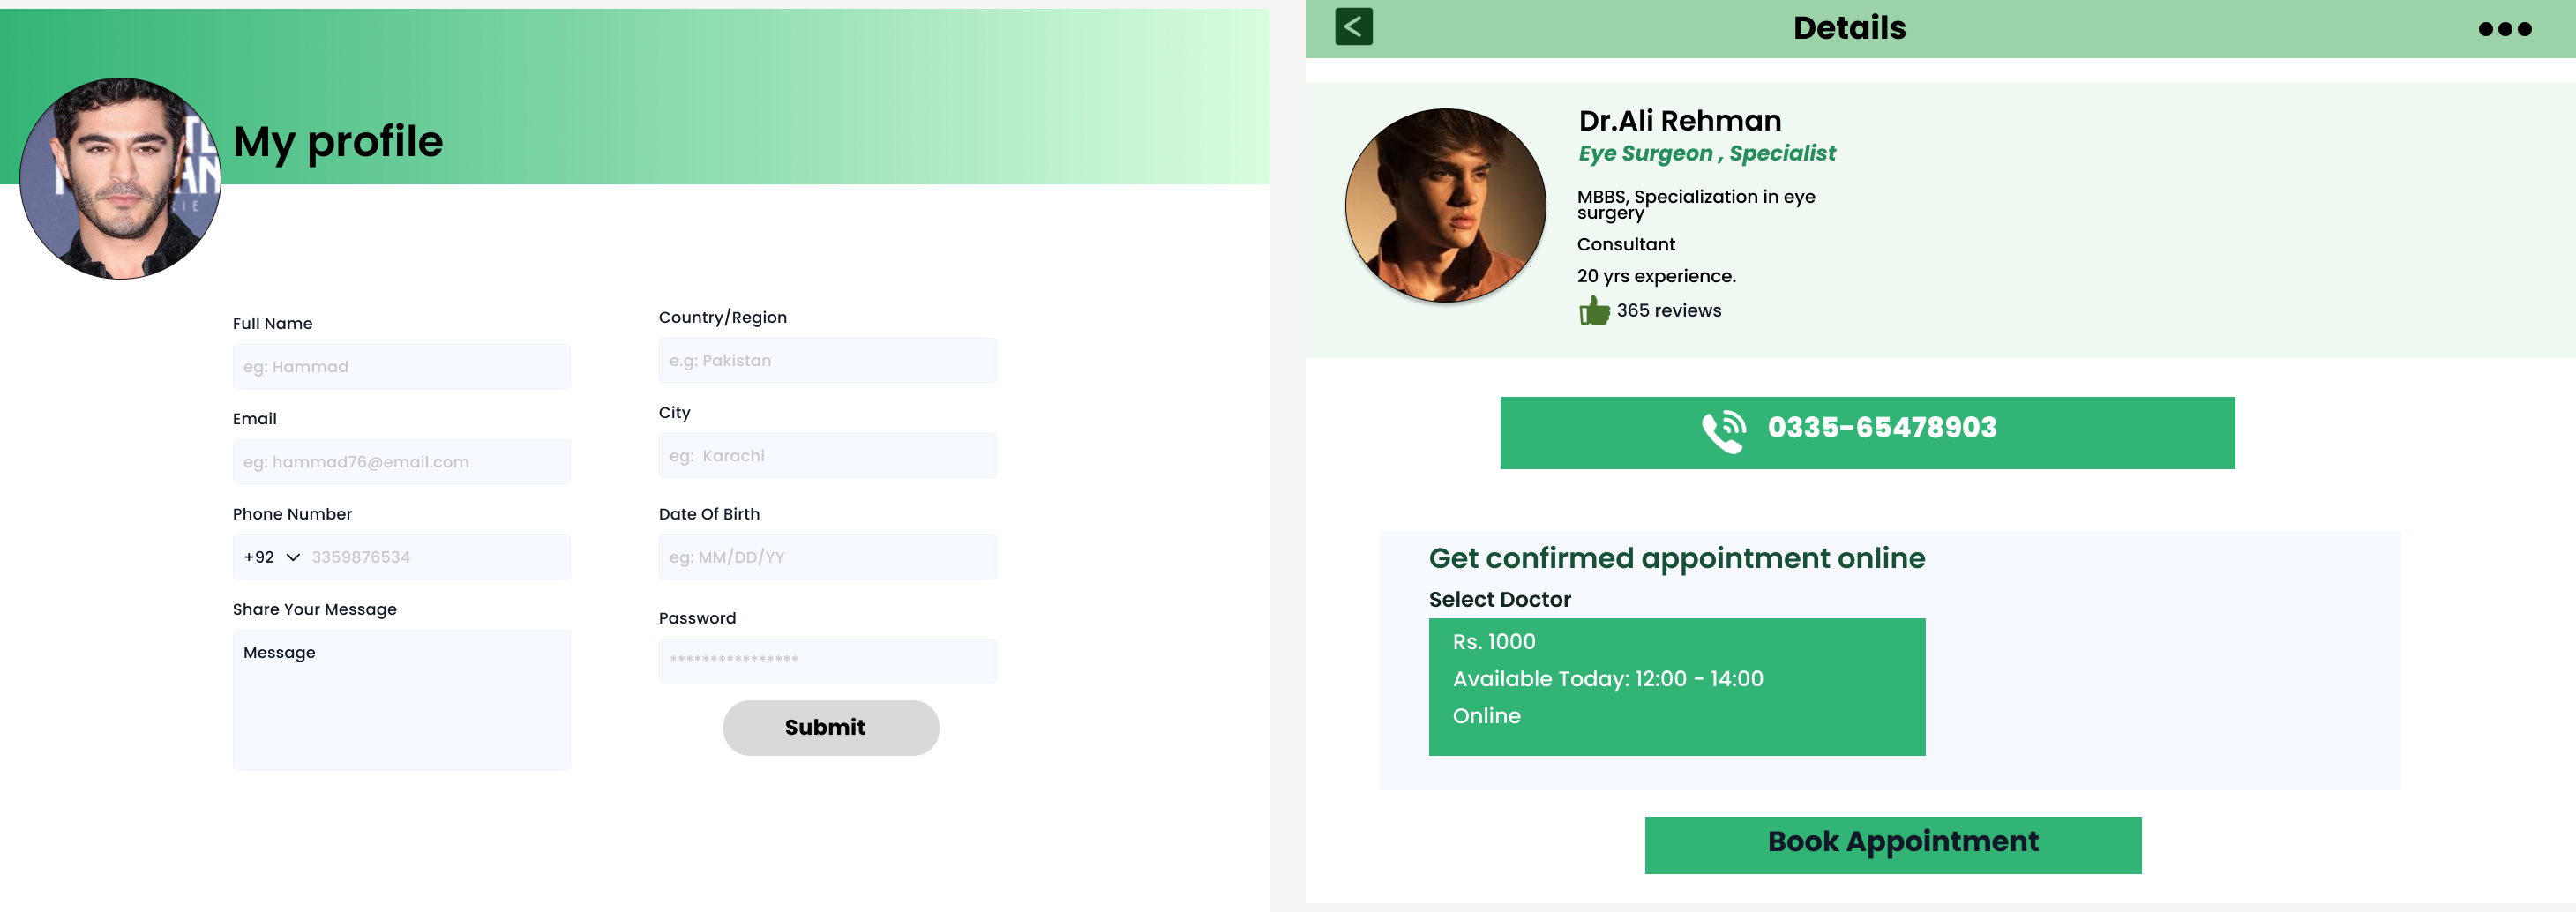 My profile
Full Name
eg: Hammad
Email
eg: hammad76@email.com
Phone Number
+92 3359876534
Share Your Message
Message
Country/Region
e.g: Pakistan
City
eg:  Karachi
Date Of Birth
eg: MM/DD/YY
Password
****************
Submit
Details
Dr.Ali Rehman
Eye Surgeon , Specialist
MBBS, Specialization in eye
surgery
Consultant
20 yrs experience.
365 reviews
0335-65478903
Get confirmed appointment online
Select Doctor
Rs. 1000
Available Today: 12:00 - 14:00
Online
Book Appointment